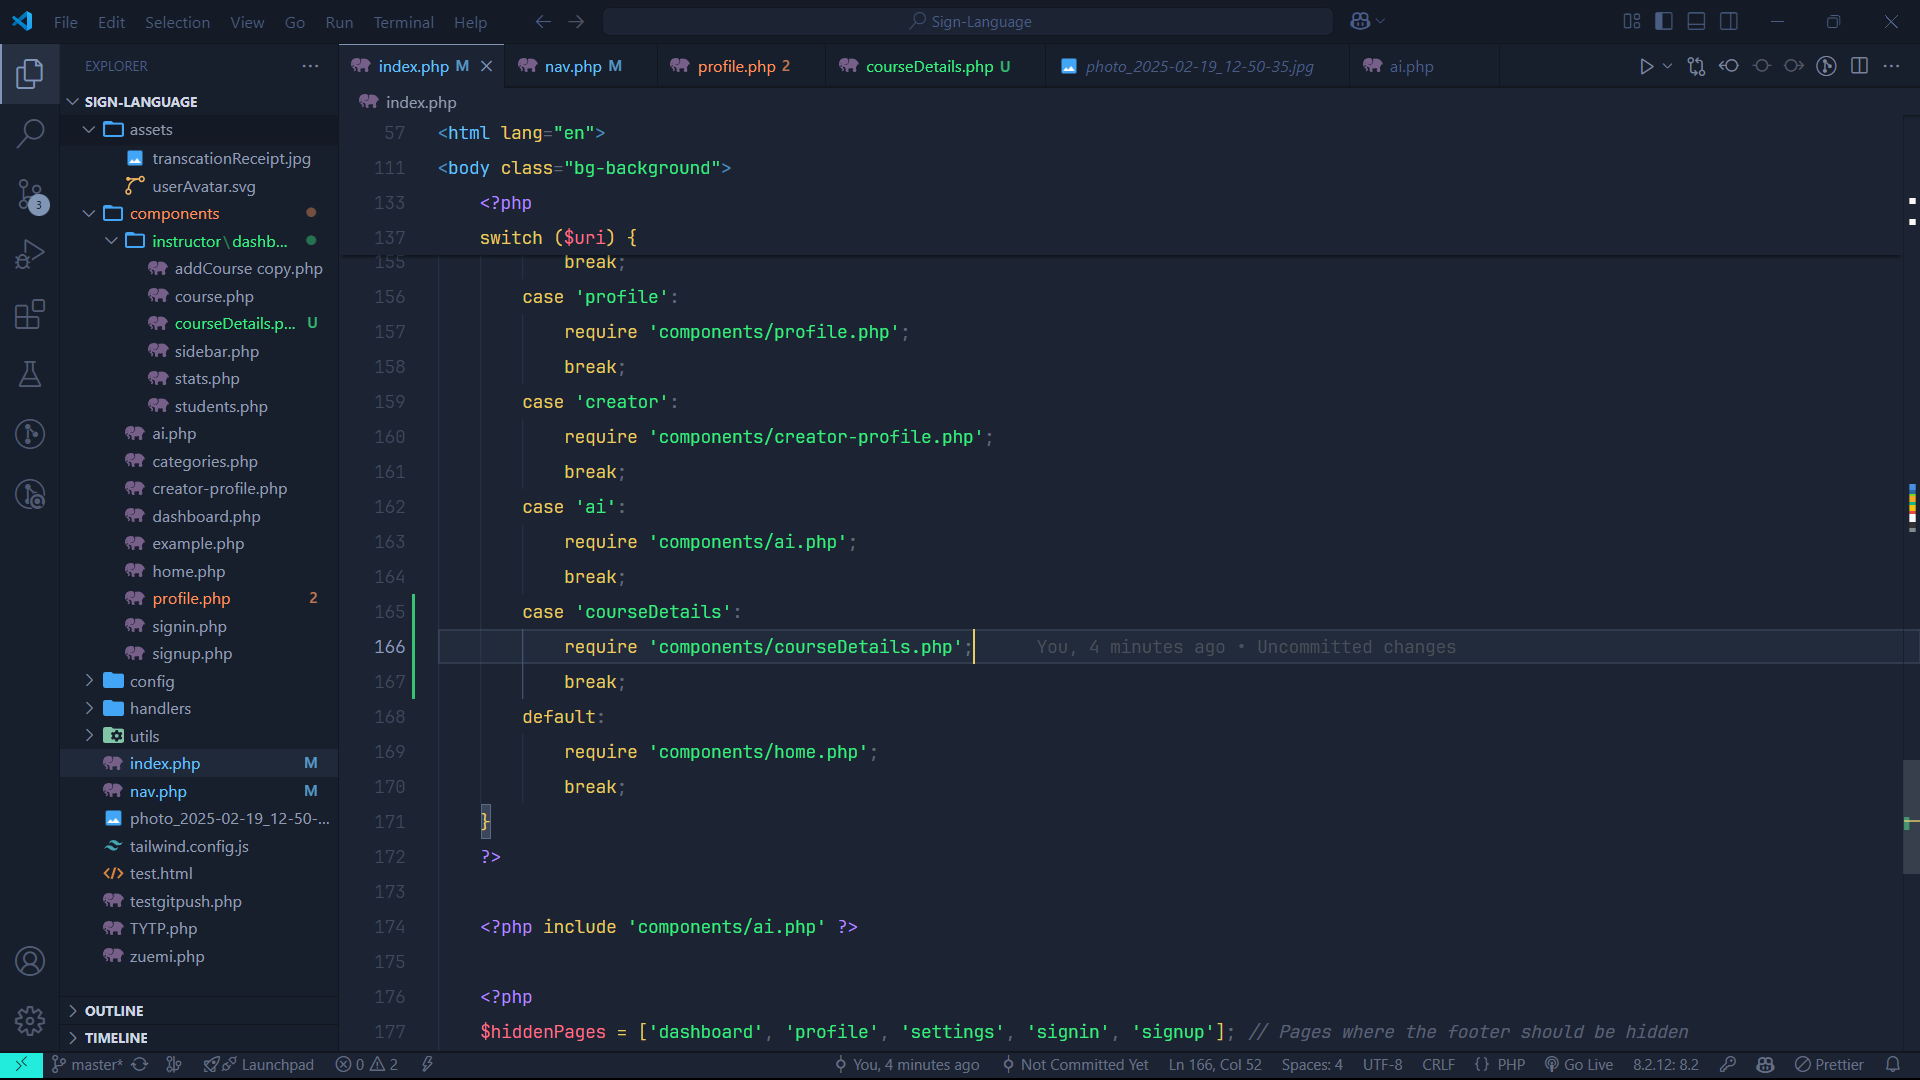 File Edit Selection View Go Run Terminal Help
Sign-Language
EXPLORER
SIGN-LANGUAGE
assets
transcationReceipt.jpg
userAvatar.svg
components
instructor\dashb...
addCourse copy.php
course.php
courseDetails.p... U
sidebar.php
stats.php
students.php
ai.php
categories.php
creator-profile.php
dashboard.php
example.php
home.php
profile.php 2
signin.php
signup.php
config
handlers
utils
index.php M
nav.php M
photo_2025-02-19_12-50-...
tailwind.config.js
test.html
testgitpush.php
TYTP.php
zuemi.php
OUTLINE
TIMELINE
3
index.php M
nav.php M
profile.php 2
courseDetails.php U
photo_2025-02-19_12-50-35.jpg
ai.php
index.php
57 <html lang="en">
111 <body class="bg-background">
133 <?php
137 switch ($uri) {
155 break;
156 case 'profile':
157 require 'components/profile.php';
158 break;
159 case 'creator':
160 require 'components/creator-profile.php';
161 break;
162 case 'ai':
163 require 'components/ai.php';
164 break;
165 case 'courseDetails':
166 require 'components/courseDetails.php'; You, 4 minutes ago • Uncommitted changes
167 break;
168 default:
169 require 'components/home.php';
170 break;
171 }
172 ?>
173
174 <?php include 'components/ai.php' ?>
175
176 <?php
177 $hiddenPages = ['dashboard', 'profile', 'settings', 'signin', 'signup']; // Pages where the footer should be hidden
master* Launchpad 0 2 You, 4 minutes ago Not Committed Yet Ln 166, Col 52 Spaces: 4 UTF-8 CRLF {} PHP Go Live 8.2.12: 8.2 Prettier